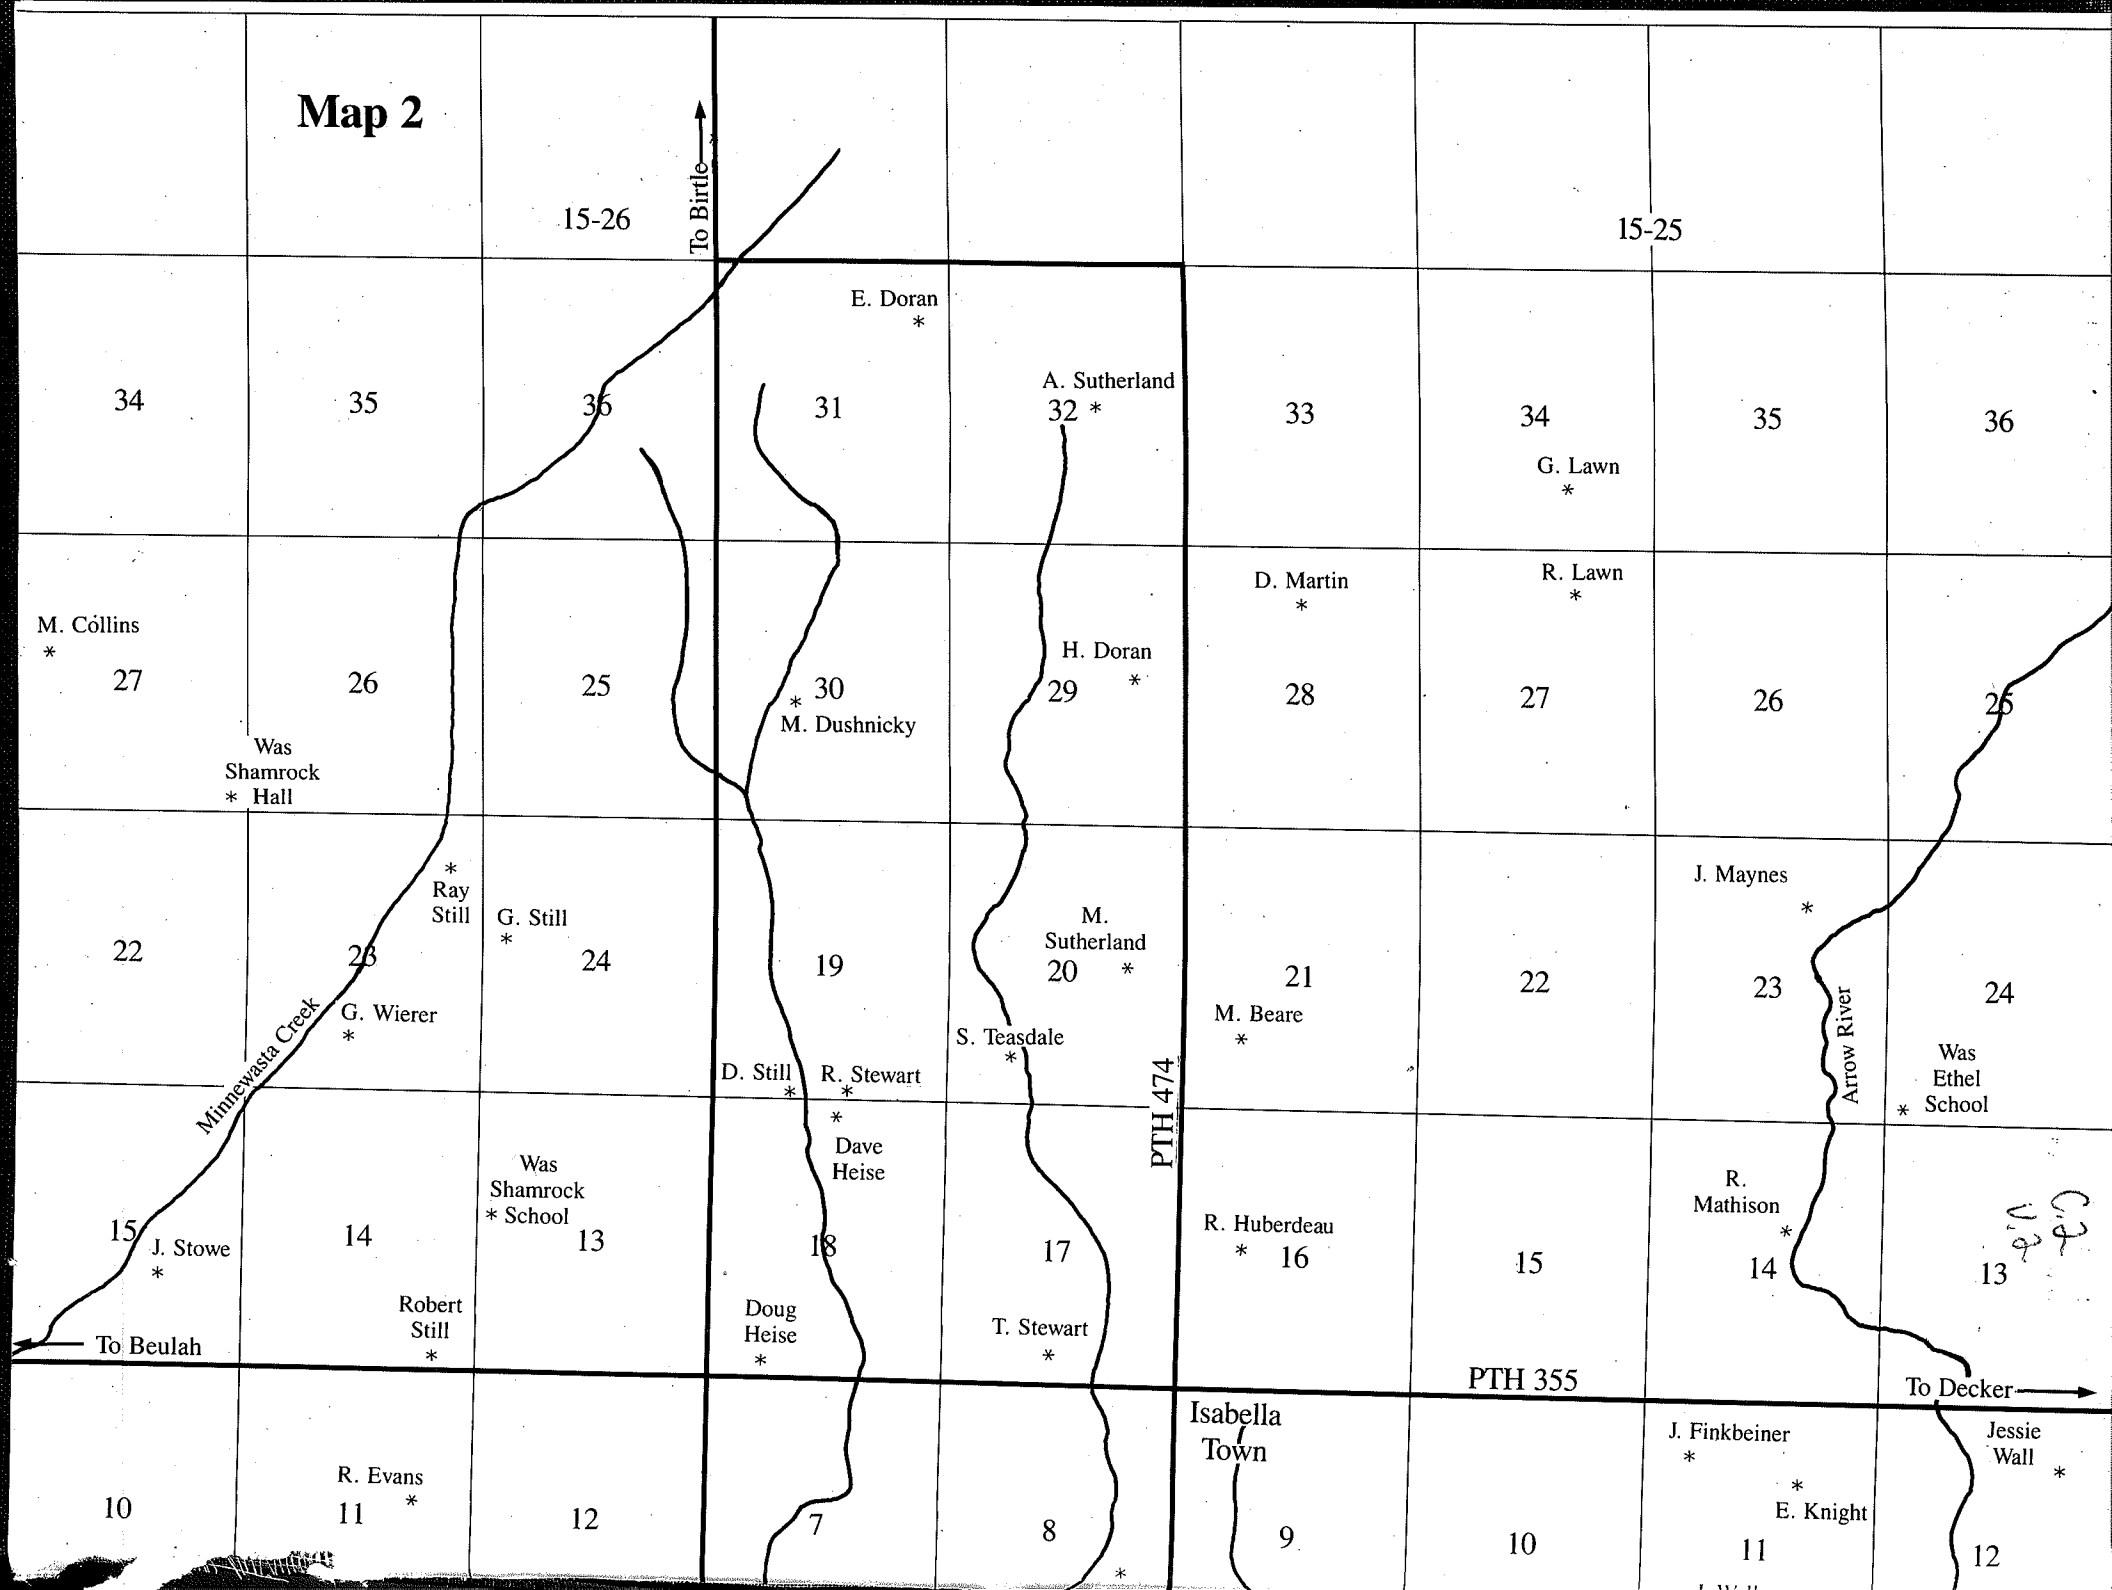 Map 2
To Birtle
15-26
15-25
E. Doran
*
A. Sutherland
34
35
36
31
32 *
33
34
35
36
G. Lawn
*
M. Collins
*
D. Martin
*
R. Lawn
*
H. Doran
*
27
26
25
* 30
M. Dushnicky
29
28
27
26
25
Was
Shamrock
* Hall
*
Ray
Still
G. Still
*
J. Maynes
*
M.
Sutherland
22
23
24
19
20 *
21
22
23
24
Minnewasta Creek
G. Wierer
*
S. Teasdale
*
M. Beare
*
Arrow River
Was
Ethel
* School
D. Still
*
R. Stewart
*
*
Dave
Heise
PTH 474
Was
Shamrock
* School
R.
Mathison
*
R. Huberdeau
*
15
14
13
18
17
16
15
14
13
J. Stowe
*
Robert
Still
*
Doug
Heise
*
T. Stewart
*
To Beulah
PTH 355
To Decker
Isabella
Town
J. Finkbeiner
*
*
E. Knight
Jessie
Wall
*
R. Evans
*
10
11
12
7
8
9
10
11
12
*